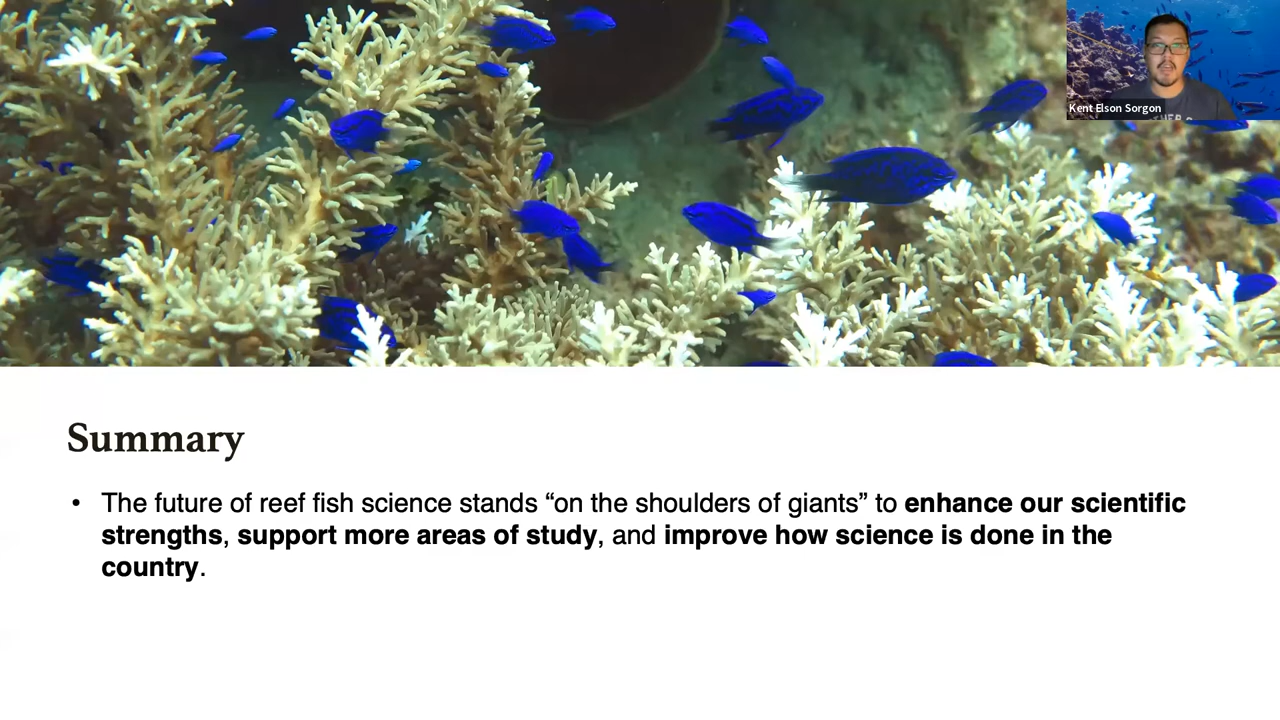 Kent Elson Sorgon
Summary
• The future of reef fish science stands “on the shoulders of giants” to enhance our scientific
strengths, support more areas of study, and improve how science is done in the
country.